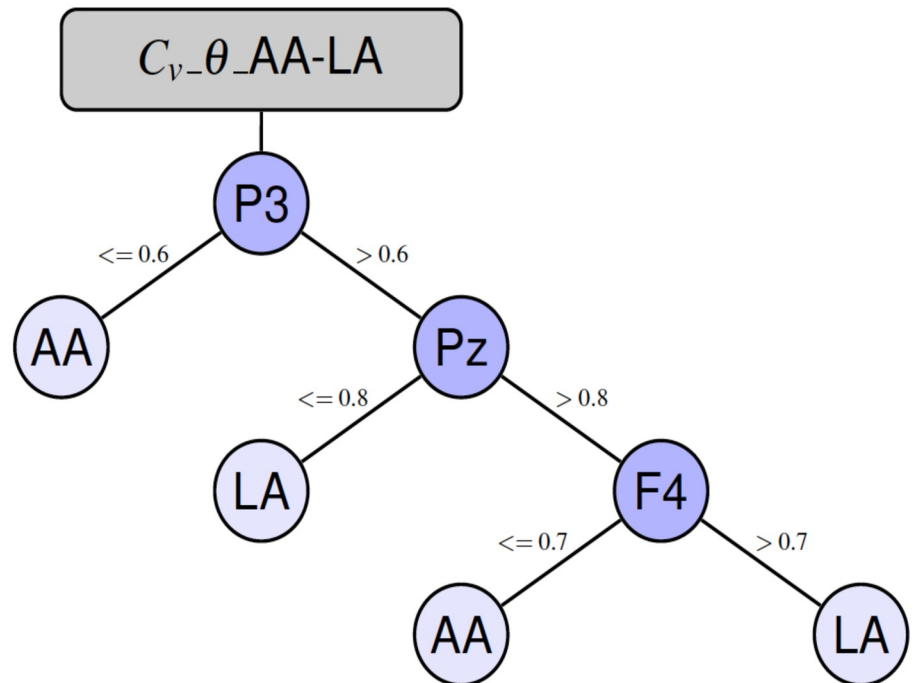 C_v_θ_AA-LA
P3
<= 0.6
> 0.6
AA
Pz
<= 0.8
> 0.8
LA
F4
<= 0.7
> 0.7
AA
LA